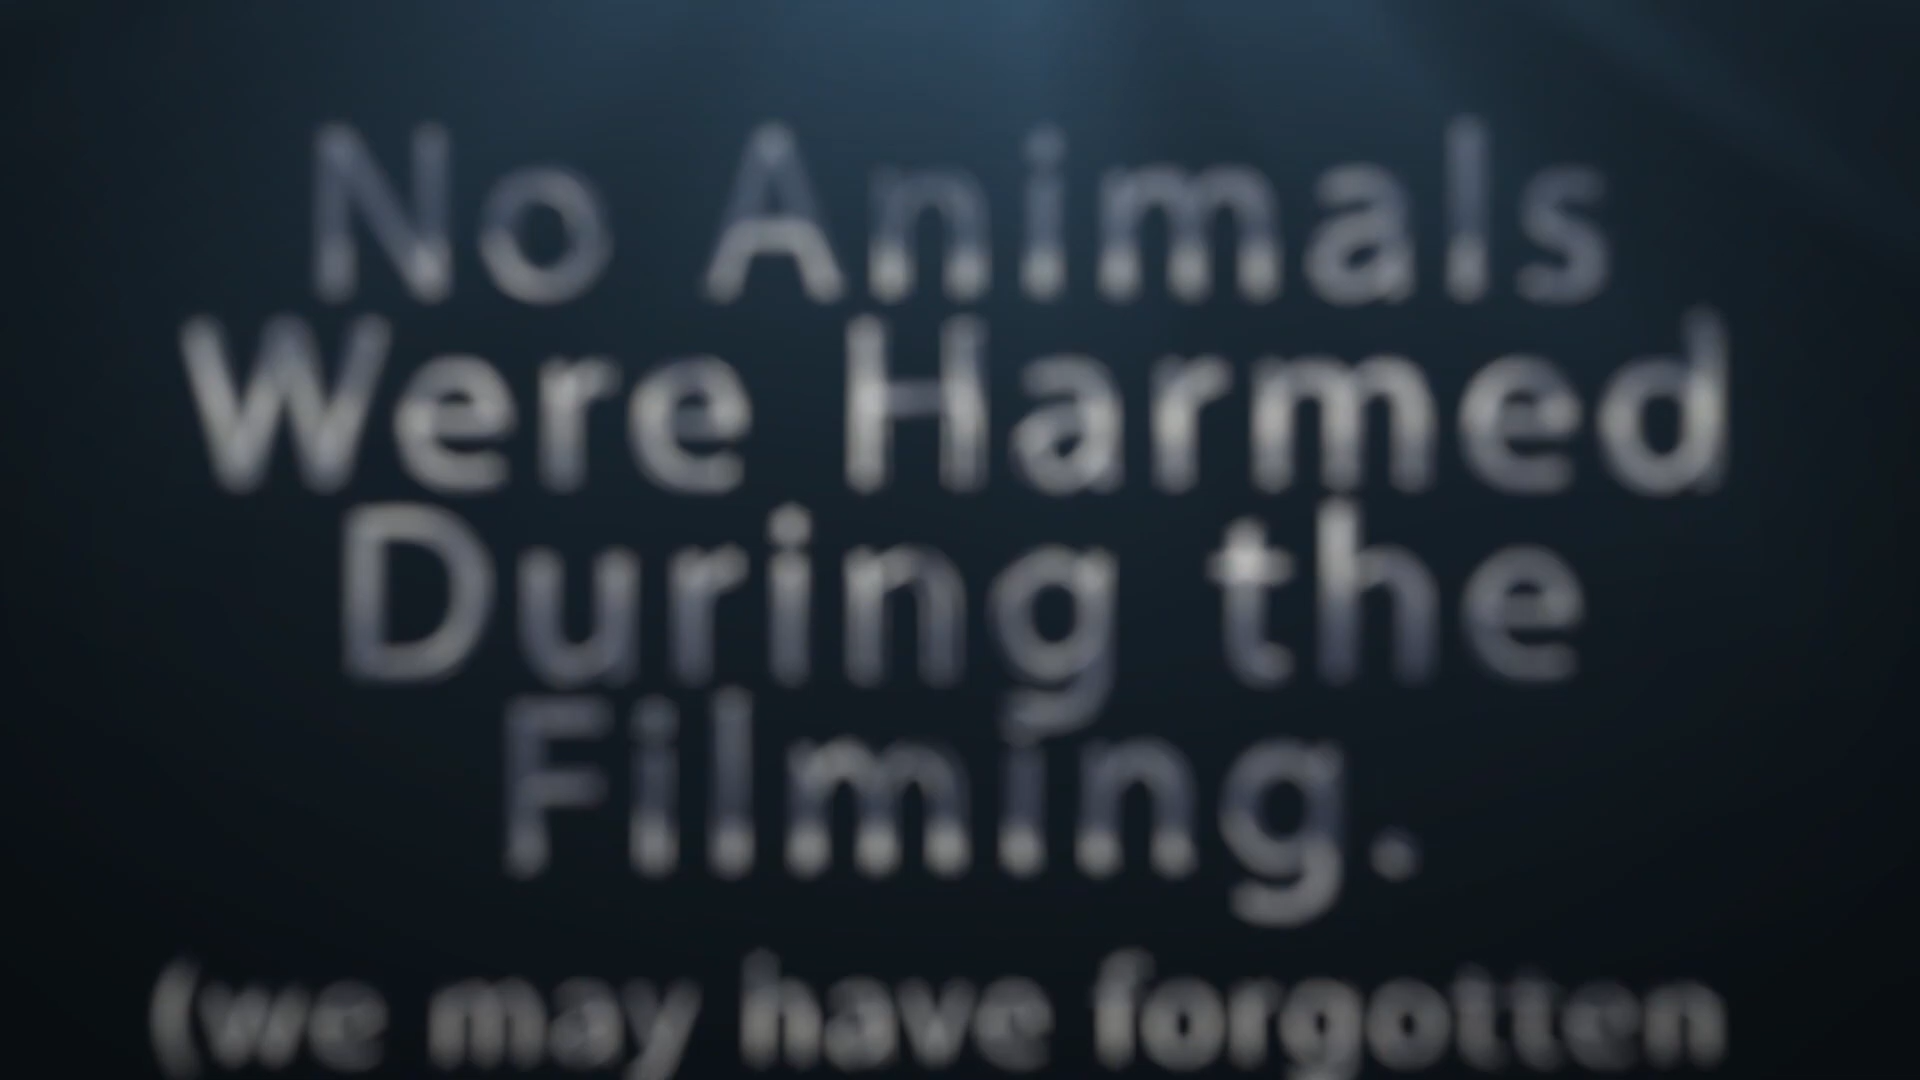 No Animals
Were Harmed
During the
Filming.
(we may have forgotten